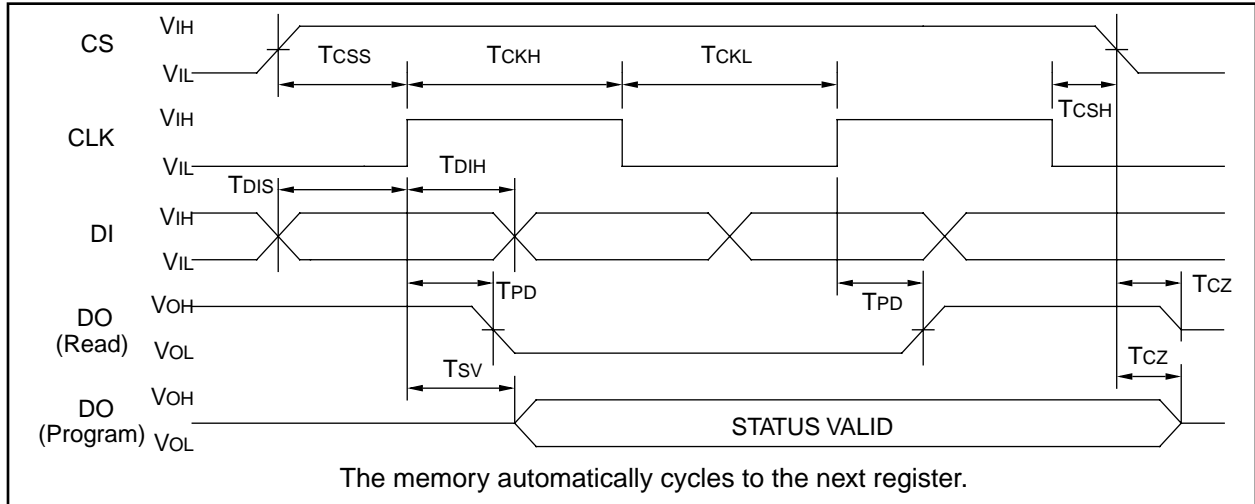 CS
VIH
VIL
TCSS
TCKH
TCKL
TCSH
CLK
VIH
VIL
TDIS
TDIH
DI
VIH
VIL
TPD
TPD
TCZ
DO
(Read)
VOH
VOL
TSV
TCZ
DO
(Program)
VOH
VOL
STATUS VALID
The memory automatically cycles to the next register.